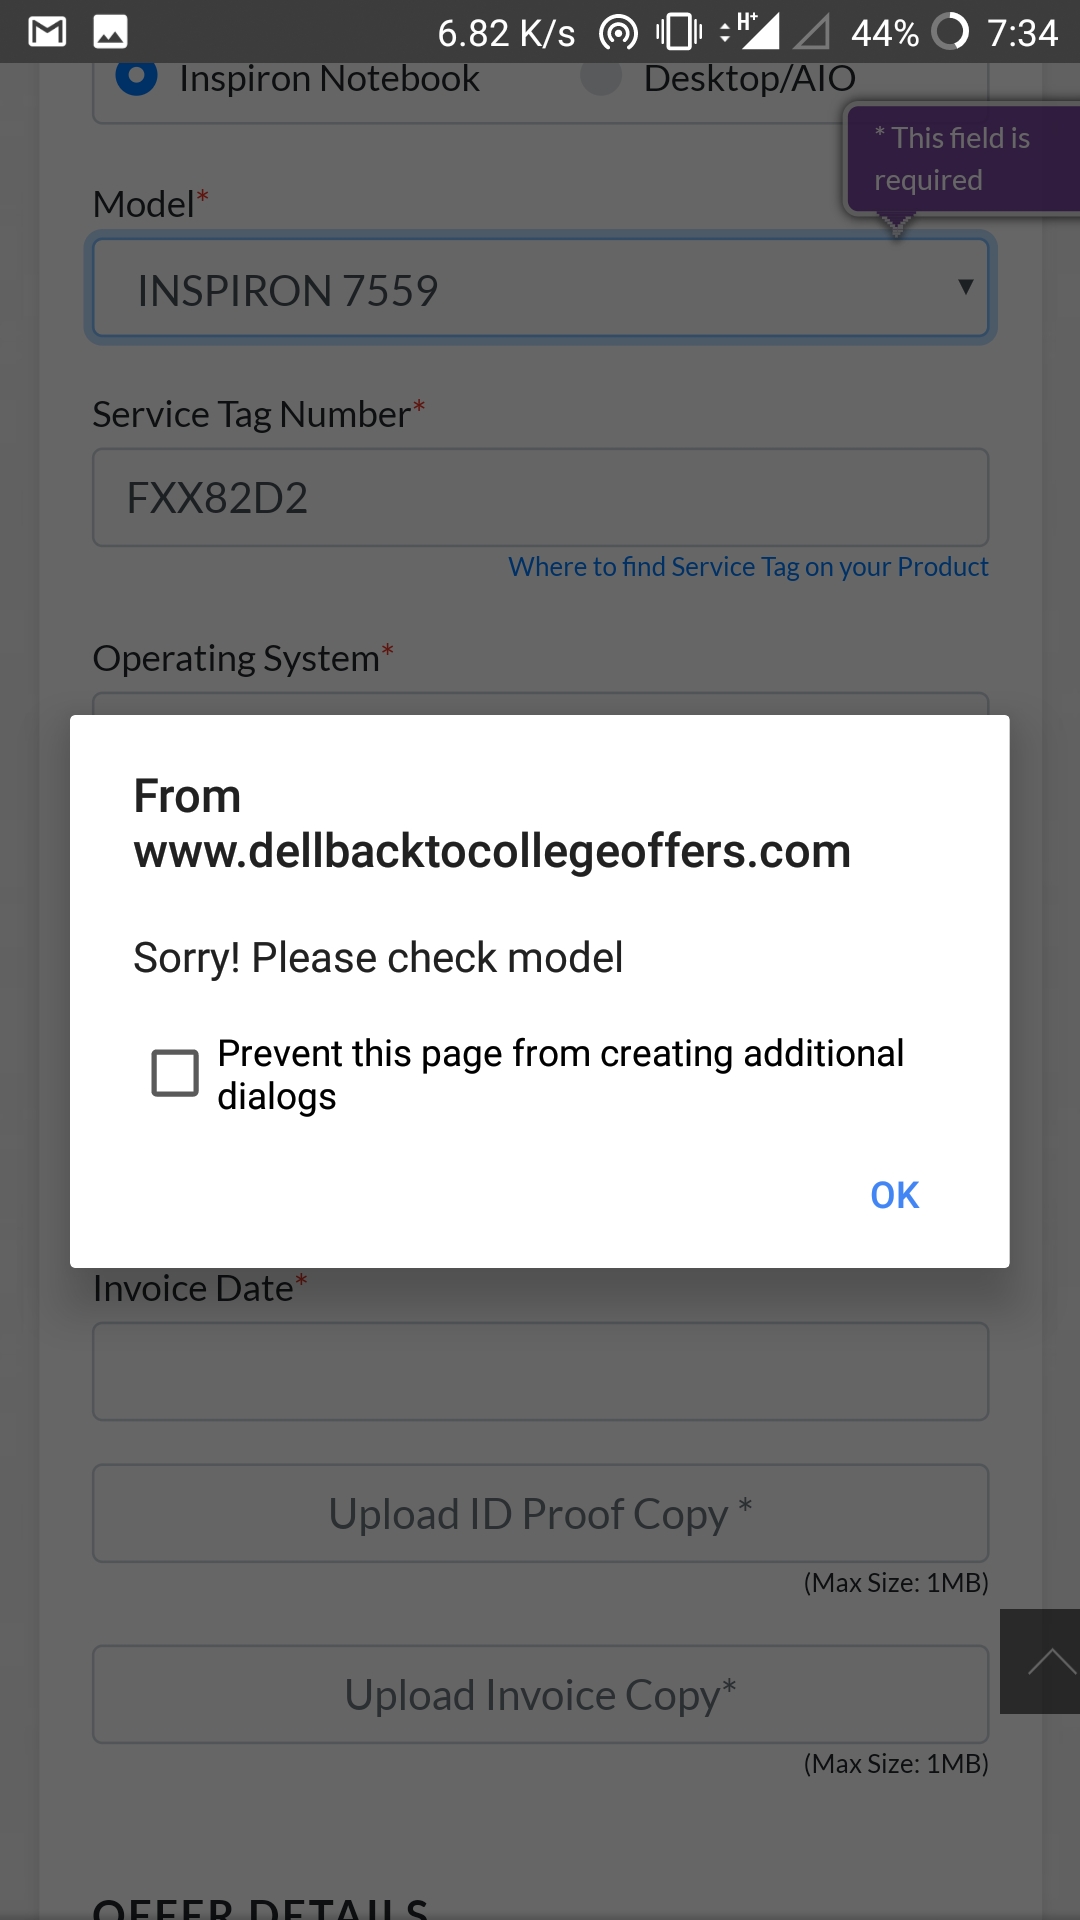 6.82 K/s H+ 44% 7:34
Inspiron Notebook Desktop/AIO
* This field is
required
Model*
INSPIRON 7559
Service Tag Number*
FXX82D2
Where to find Service Tag on your Product
Operating System*
From
www.dellbacktocollegeoffers.com
Sorry! Please check model
Prevent this page from creating additional
dialogs
OK
Invoice Date*
Upload ID Proof Copy *
(Max Size: 1MB)
Upload Invoice Copy*
(Max Size: 1MB)
OFFER DETAILS